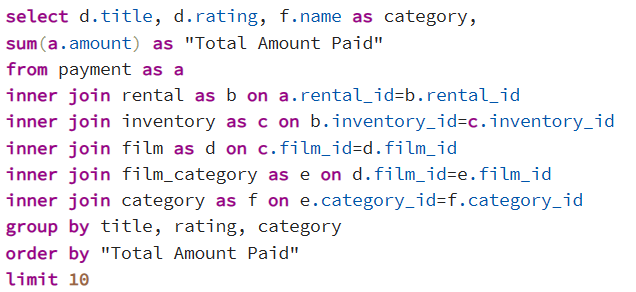 select d.title, d.rating, f.name as category,
sum(a.amount) as "Total Amount Paid"
from payment as a
inner join rental as b on a.rental_id=b.rental_id
inner join inventory as c on b.inventory_id=c.inventory_id
inner join film as d on c.film_id=d.film_id
inner join film_category as e on d.film_id=e.film_id
inner join category as f on e.category_id=f.category_id
group by title, rating, category
order by "Total Amount Paid"
limit 10